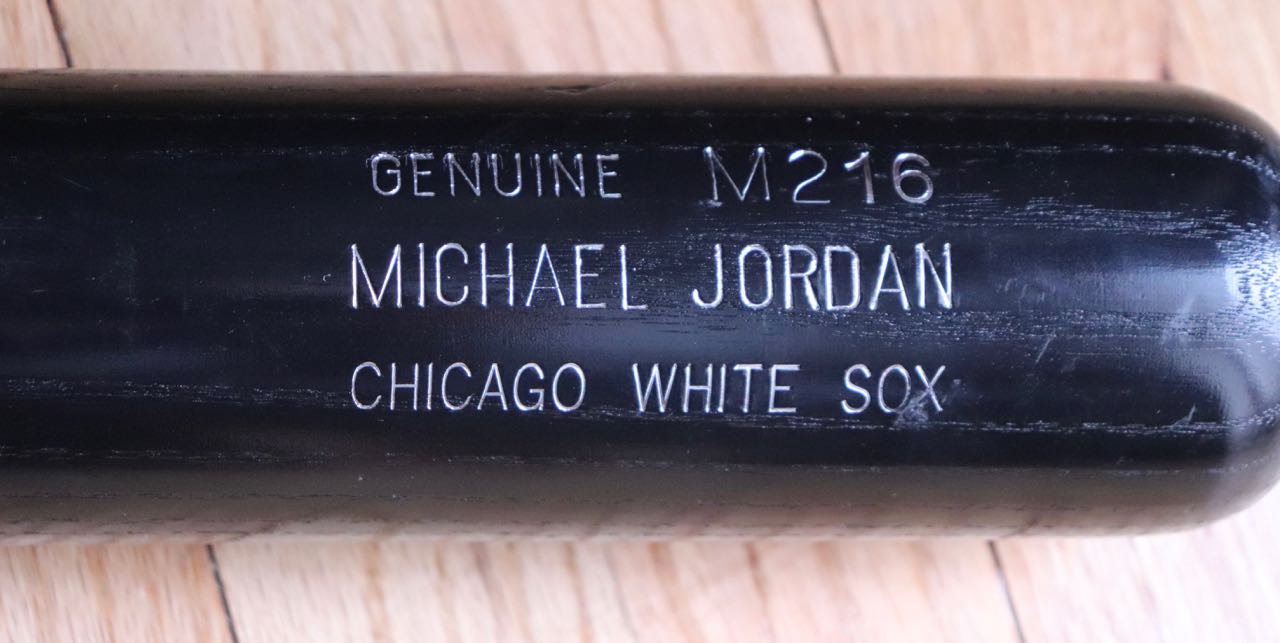 GENUINE M216
MICHAEL JORDAN
CHICAGO WHITE SOX